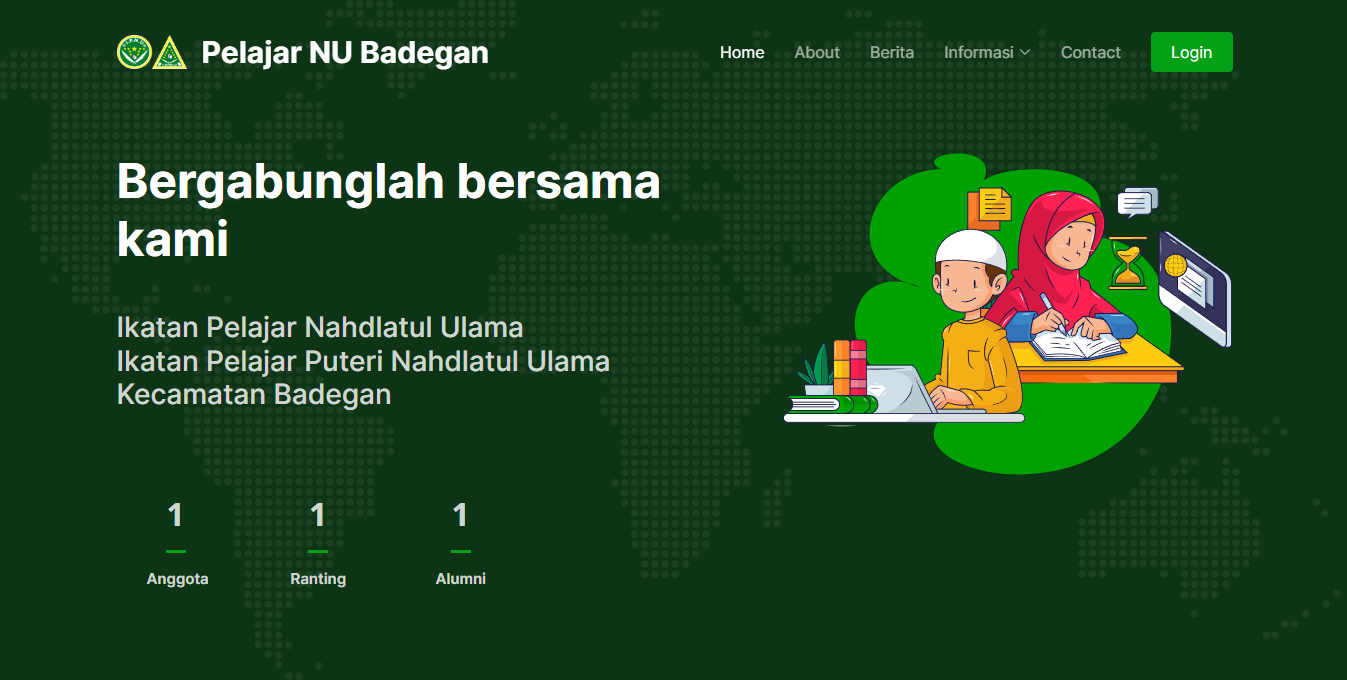 Pelajar NU Badegan
Home About Berita Informasi Contact Login
Bergabunglah bersama
kami
Ikatan Pelajar Nahdlatul Ulama
Ikatan Pelajar Puteri Nahdlatul Ulama
Kecamatan Badegan
1 1 1
Anggota Ranting Alumni